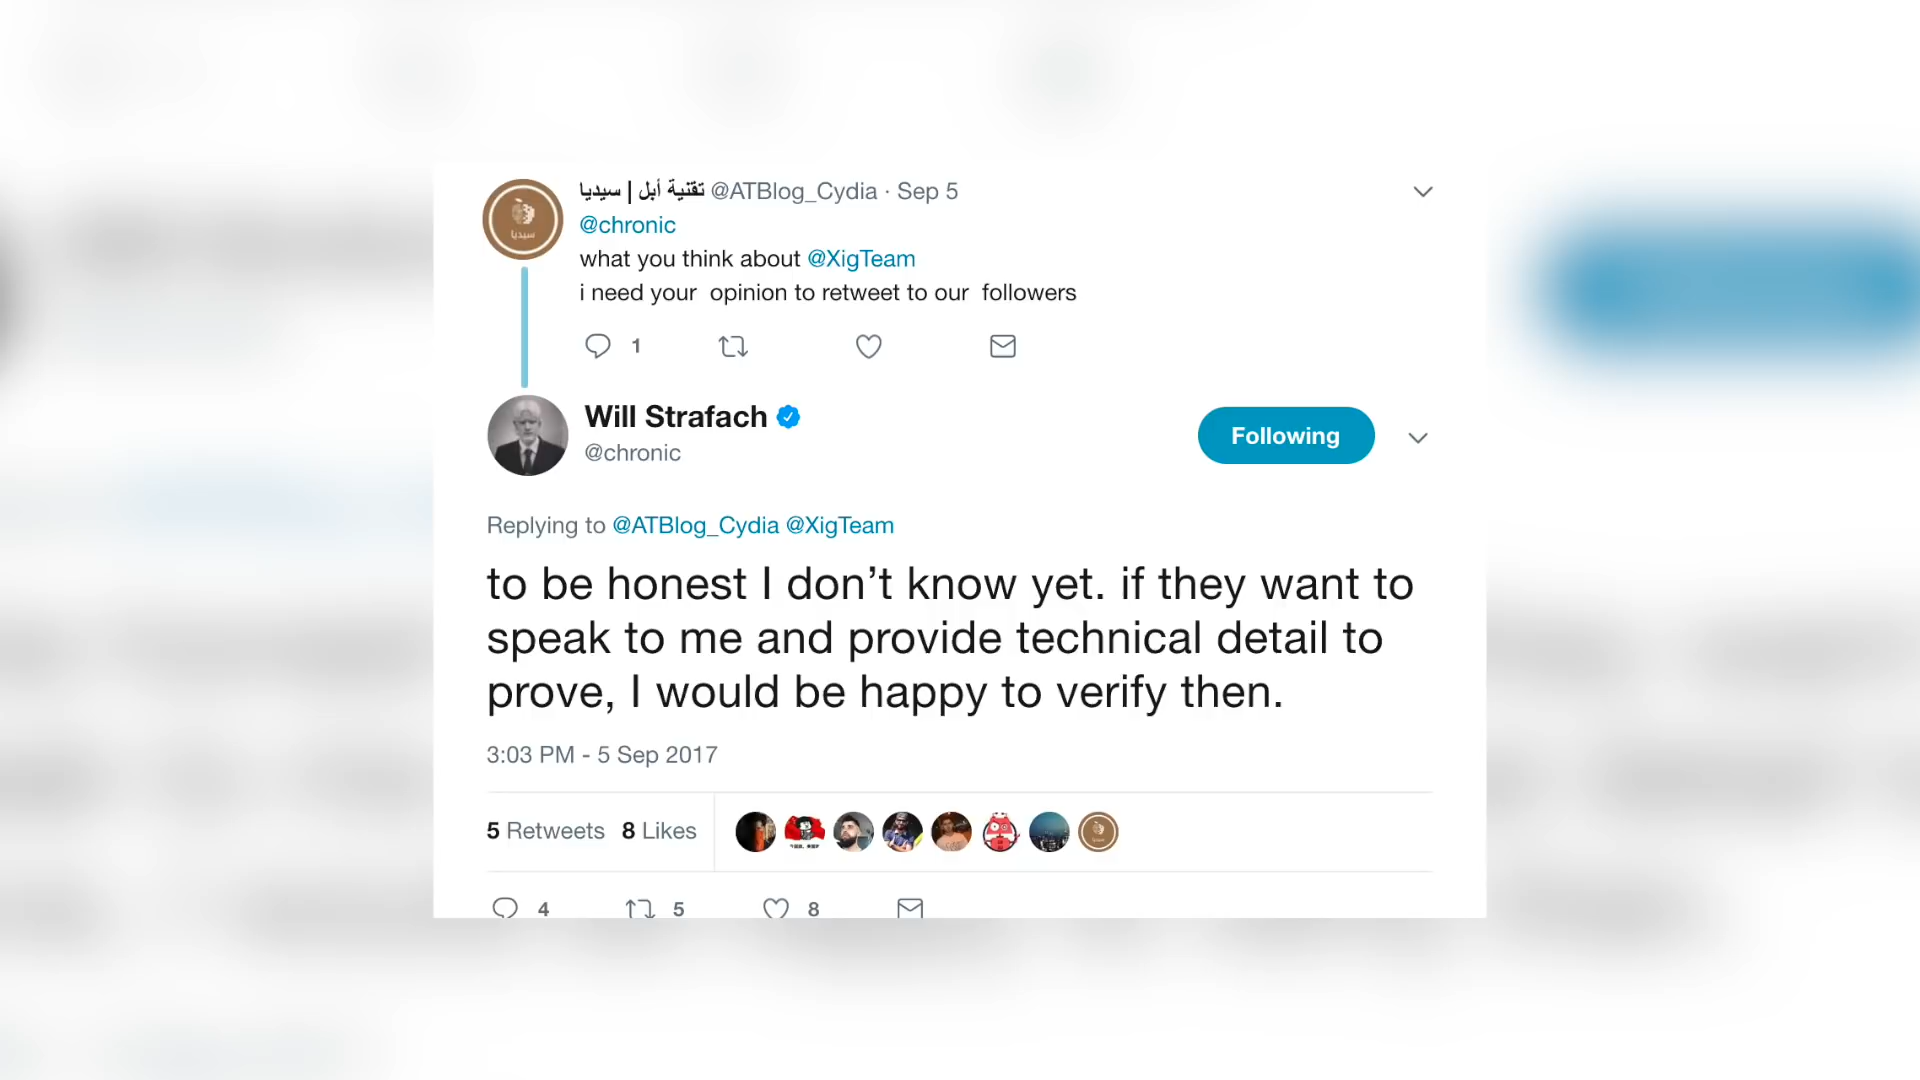 تقنية أبل | سيديا @ATBlog_Cydia · Sep 5
@chronic
what you think about @XigTeam
i need your opinion to retweet to our followers
1
Will Strafach
@chronic
Following
Replying to @ATBlog_Cydia @XigTeam
to be honest I don’t know yet. if they want to
speak to me and provide technical detail to
prove, I would be happy to verify then.
3:03 PM - 5 Sep 2017
5 Retweets 8 Likes
4 5 8
سيديا